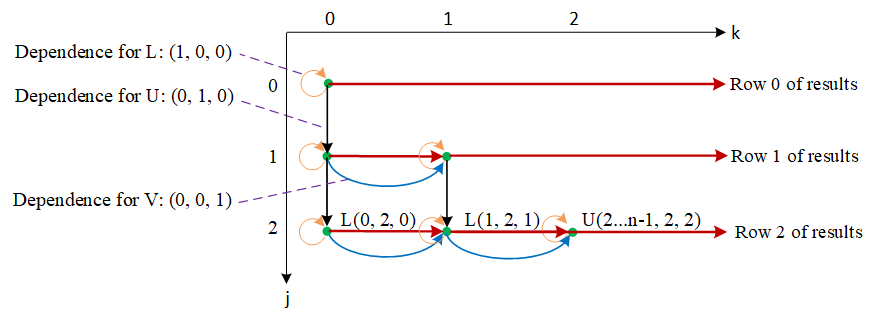 0 1 2
k
Dependence for L: (1, 0, 0)
0
Row 0 of results
Dependence for U: (0, 1, 0)
1
Row 1 of results
Dependence for V: (0, 0, 1)
2
L(0, 2, 0) L(1, 2, 1) U(2...n-1, 2, 2)
Row 2 of results
j